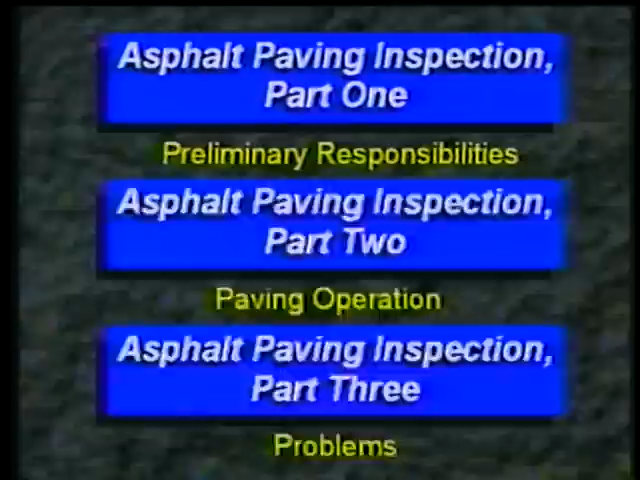 Asphalt Paving Inspection,
Part One
Preliminary Responsibilities
Asphalt Paving Inspection,
Part Two
Paving Operation
Asphalt Paving Inspection,
Part Three
Problems